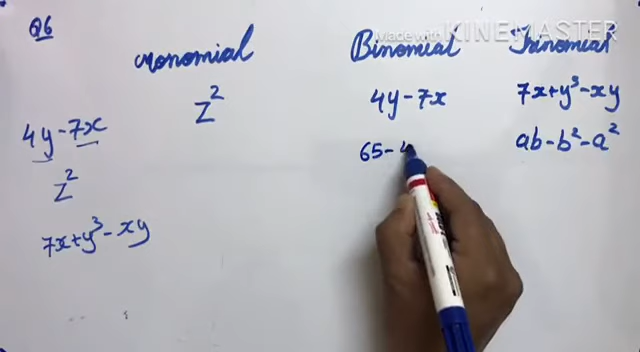 Q6
Monomial Binomial Trinomial
Made with KINEMASTER
z² 4y-7x 7x+y³-xy
4y-7x
65- ab-b²-a²
z²
7x+y³-xy